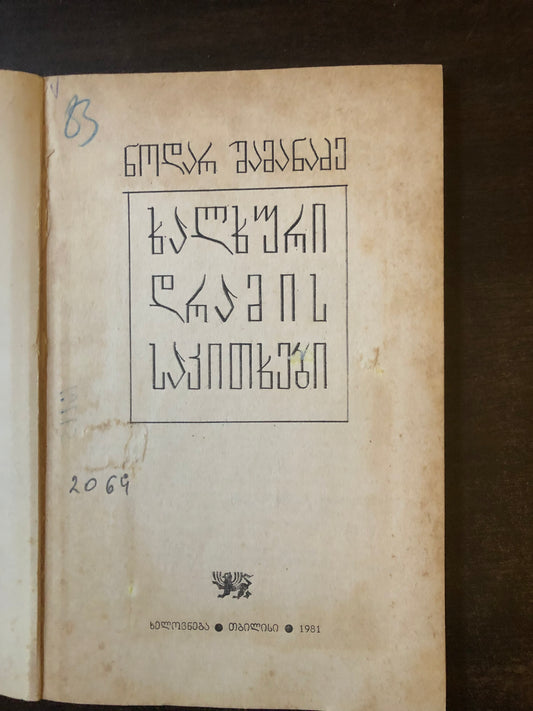 83
ნოდარ შამანაძე
ხალხური
დრამის
საკითხები
2069
ხელოვნება ● თბილისი ● 1981